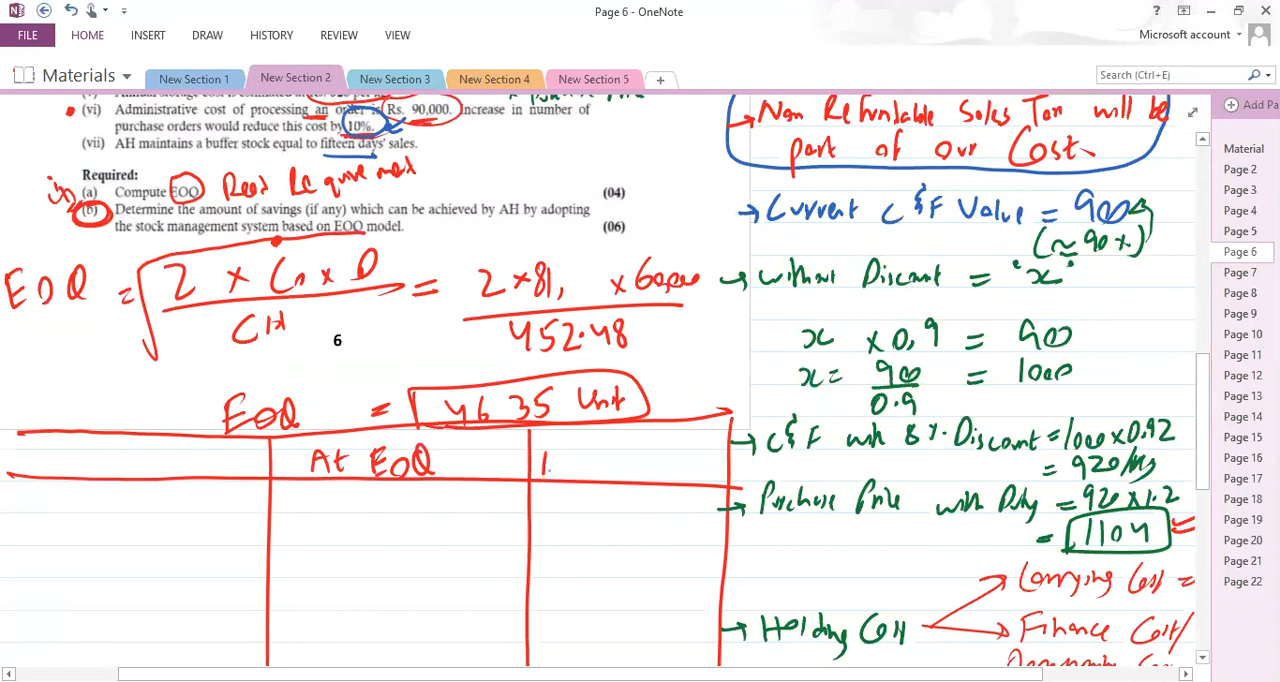 Page 6 - OneNote
Microsoft account
FILE HOME INSERT DRAW HISTORY REVIEW VIEW
Materials New Section 1 New Section 2 New Section 3 New Section 4 New Section 5
Search (Ctrl+E)
(vi) Administrative cost of processing an order is Rs. 90,000. Increase in number of
purchase orders would reduce this cost by 10%.
(vii) AH maintains a buffer stock equal to fifteen days' sales.
Required:
(a) Compute EOQ (04)
Read Requirement
(b) Determine the amount of savings (if any) which can be achieved by AH by adopting
the stock management system based on EOQ model. (06)
EOQ = √ 2 × Co × D = 2 × 81, × 60,000
CH 452.48
6
EOQ = 4635 Unit
At EOQ
Non Refundable Sales Tax will be
part of our Cost
→ Current C&F Value = 900
(≈ 90%)
→ without Discount = 'x'
x × 0.9 = 900
x = 900 = 1000
0.9
→ C&F with 8% Discount = 1000 × 0.92
= 920/
→ Purchase Price with Duty = 920 × 1.2
= 1104
→ Holding Cost
Carrying Cost =
Finance Cost/
Add Pa
Material
Page 2
Page 3
Page 4
Page 5
Page 6
Page 7
Page 8
Page 9
Page 10
Page 11
Page 12
Page 13
Page 14
Page 15
Page 16
Page 17
Page 18
Page 19
Page 20
Page 21
Page 22